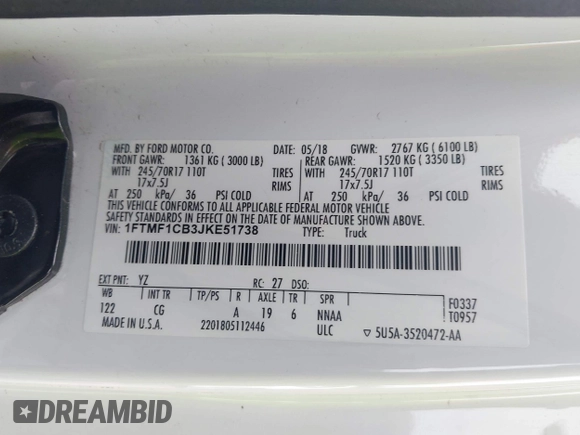 MFD. BY FORD MOTOR CO. DATE: 05/18 GVWR: 2767 KG ( 6100 LB)
FRONT GAWR: 1361 KG ( 3000 LB) REAR GAWR: 1520 KG ( 3350 LB)
WITH 245/70R17 110T TIRES WITH 245/70R17 110T TIRES
17x7.5J RIMS 17x7.5J RIMS
AT 250 kPa/ 36 PSI COLD AT 250 kPa/ 36 PSI COLD
THIS VEHICLE CONFORMS TO ALL APPLICABLE FEDERAL MOTOR VEHICLE
SAFETY STANDARDS IN EFFECT ON THE DATE OF MANUFACTURE SHOWN ABOVE.
VIN: 1FTMF1CB3JKE51738 TYPE: Truck
EXT PNT: YZ RC: 27 DSO:
WB INT TR TP/PS R AXLE TR SPR F0337
122 CG A 19 6 NNAA T0957
MADE IN U.S.A. 2201805112446 ULC ▽ 5U5A-3520472-AA
DREAMBID